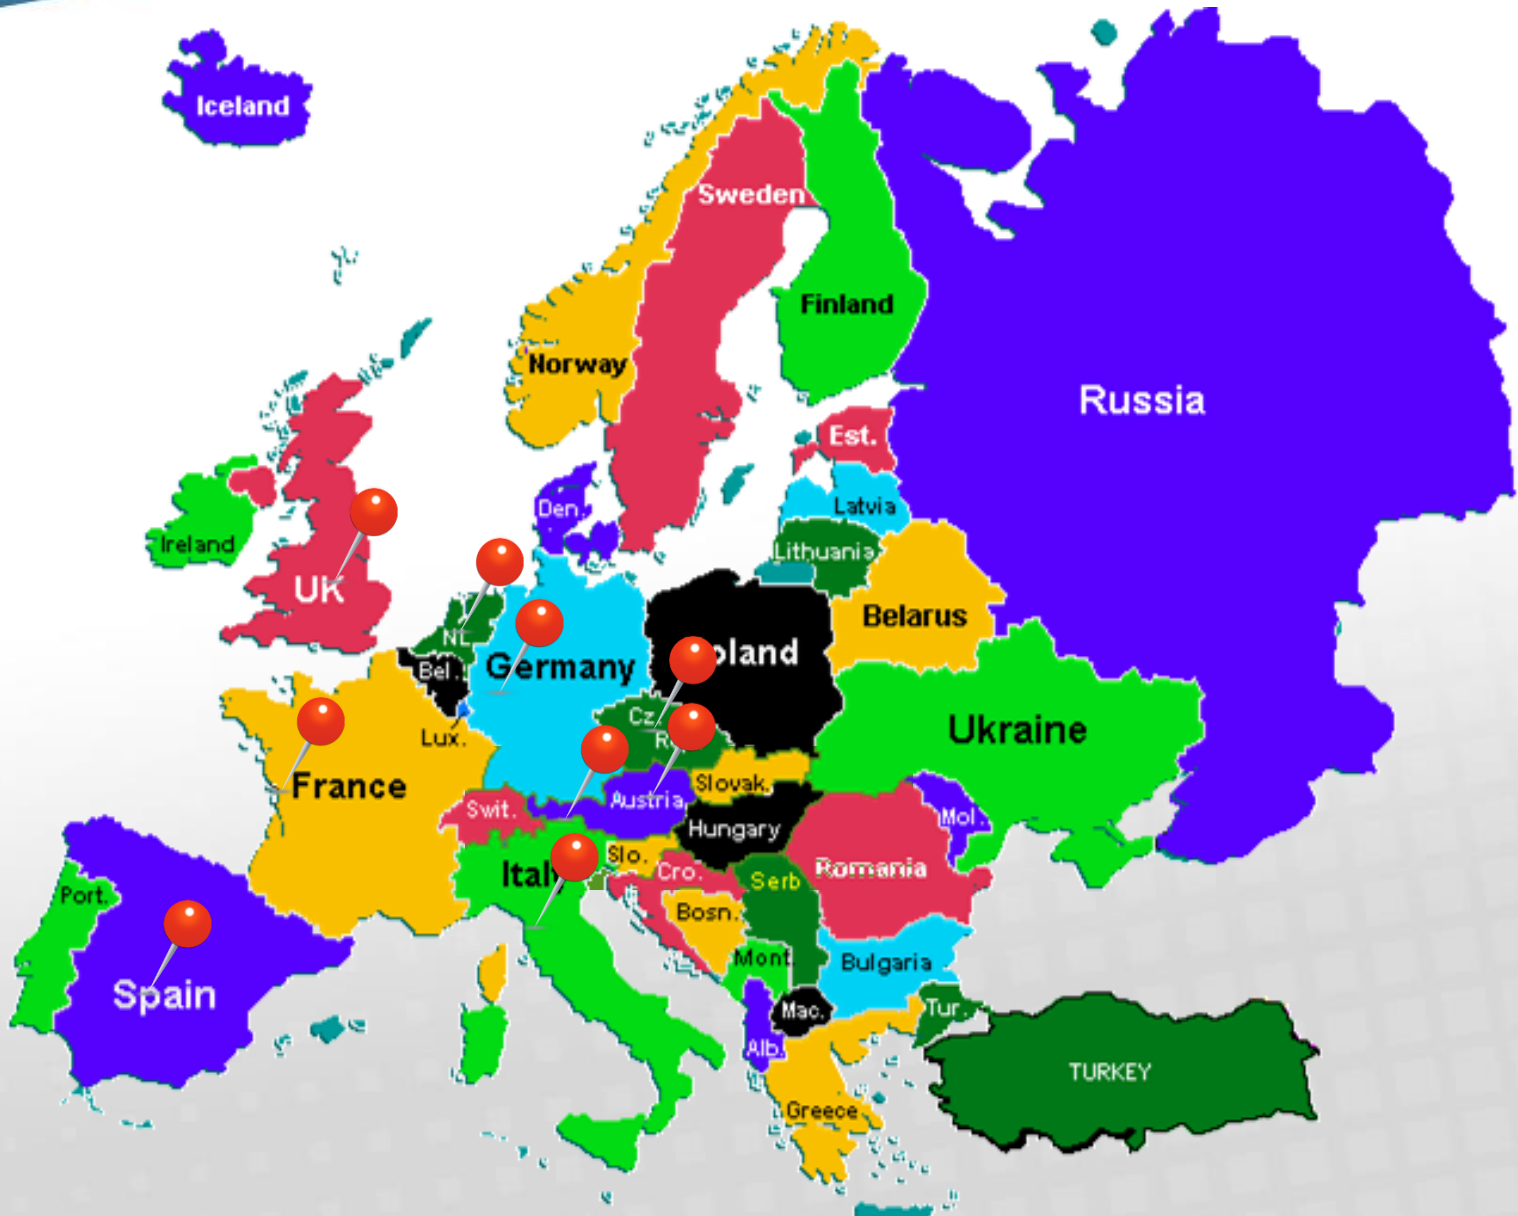 Iceland
Sweden
Finland
Norway
Russia
Est.
Latvia
Den.
Lithuania
Ireland
UK
Belarus
NL
Germany
oland
Bel.
Cz.
R
Lux.
Ukraine
France
Slovak.
Swit.
Austria
Mol.
Hungary
Slo.
Romania
Ital
Cro.
Serb
Port.
Bosn.
Mont.
Bulgaria
Spain
Mac.
Tur.
Alb.
TURKEY
Greece